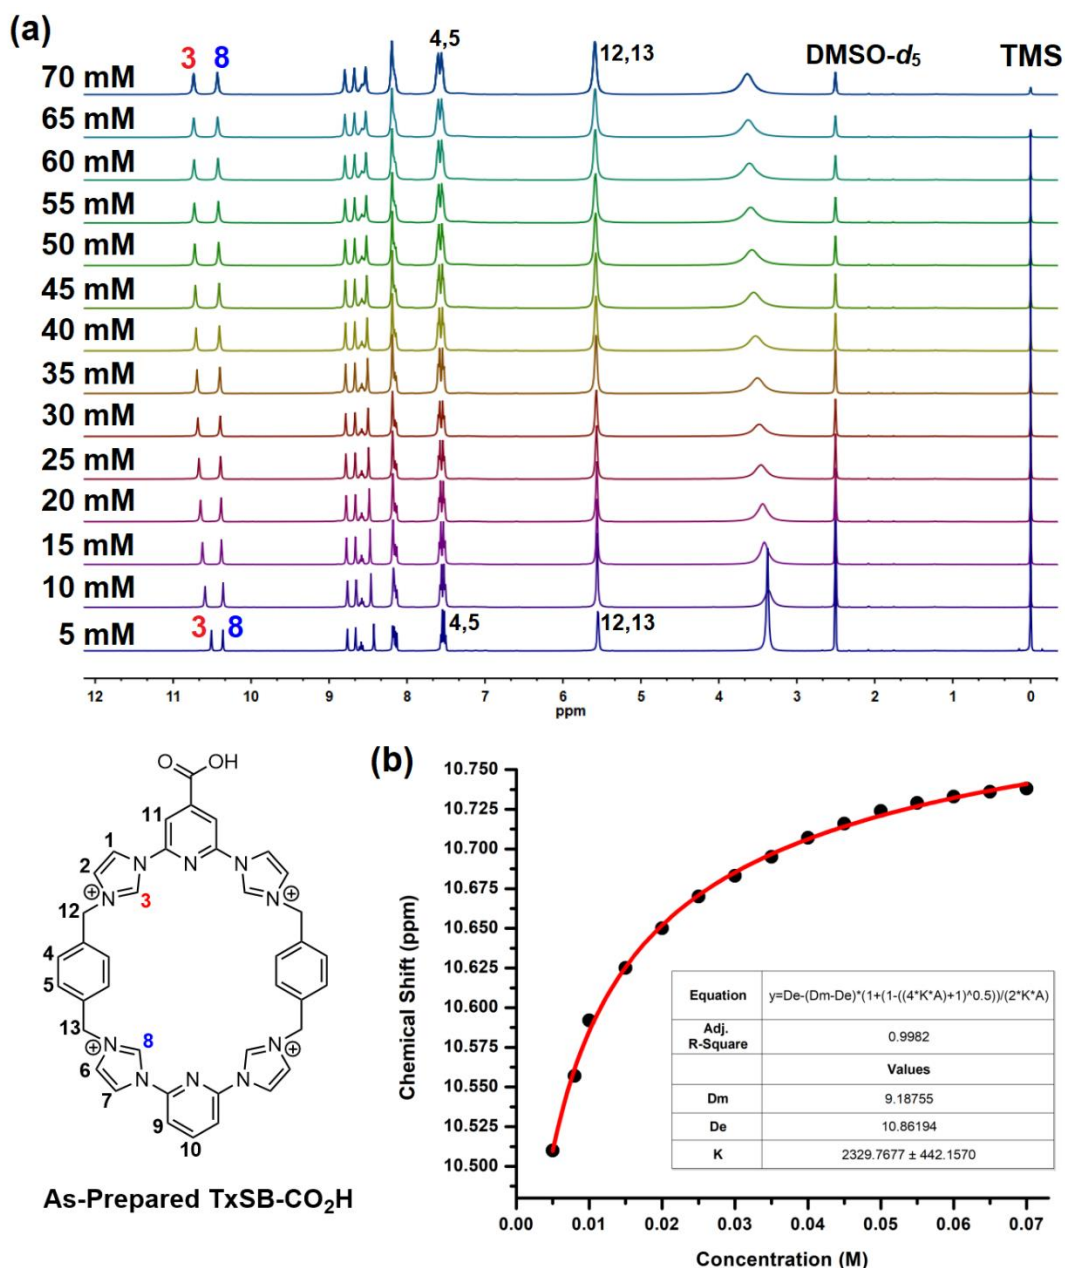 (a)
3 8 4,5 12,13 DMSO-d5 TMS
70 mM
65 mM
60 mM
55 mM
50 mM
45 mM
40 mM
35 mM
30 mM
25 mM
20 mM
15 mM
10 mM
5 mM 3 8 4,5 12,13
12 11 10 9 8 7 6 5 4 3 2 1 0
ppm
O OH
11
1
2 N N N
⊕ N 3 N ⊕
12
4
5
13
⊕ N 8 N ⊕
6 N N N
7
9
10
As-Prepared TxSB-CO2H
(b)
10.750
10.725
10.700
10.675
10.650
10.625
10.600
10.575
10.550
10.525
10.500
Chemical Shift (ppm)
Equation y=De-(Dm-De)*(1+(1-((4*K*A)+1)^0.5))/(2*K*A)
Adj.
R-Square 0.9982
Values
Dm 9.18755
De 10.86194
K 2329.7677 ± 442.1570
0.00 0.01 0.02 0.03 0.04 0.05 0.06 0.07
Concentration (M)